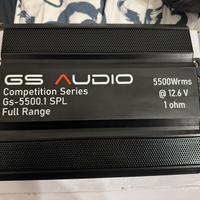 GS AUDIO
Competition Series
Gs-5500.1 SPL
Full Range
5500Wrms
@ 12.6 V
1 ohm